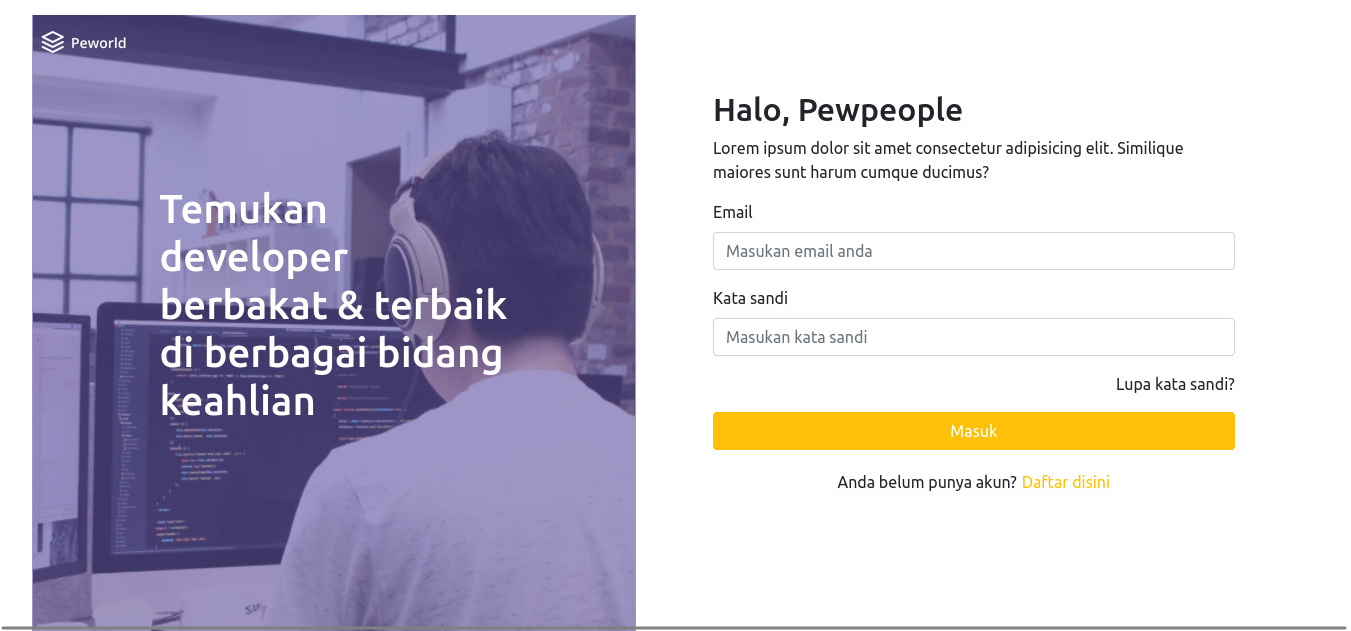 Peworld
Temukan
developer
berbakat & terbaik
di berbagai bidang
keahlian
Halo, Pewpeople
Lorem ipsum dolor sit amet consectetur adipisicing elit. Similique
maiores sunt harum cumque ducimus?
Email
Masukan email anda
Kata sandi
Masukan kata sandi
Lupa kata sandi?
Masuk
Anda belum punya akun? Daftar disini